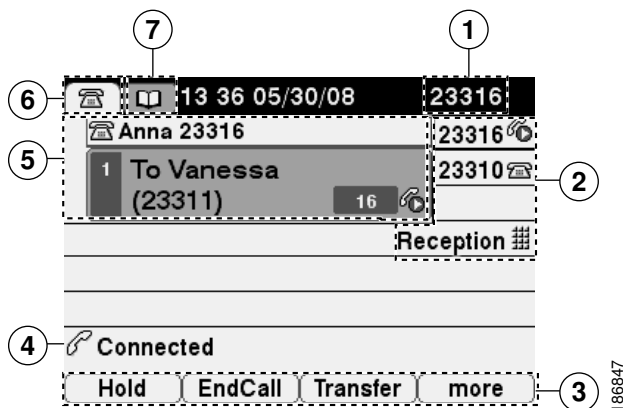 7
1
6
13 36 05/30/08 23316
Anna 23316
23316
5
1 To Vanessa
23310
2
(23311) 16
Reception
4
Connected
Hold EndCall Transfer more
3
186847